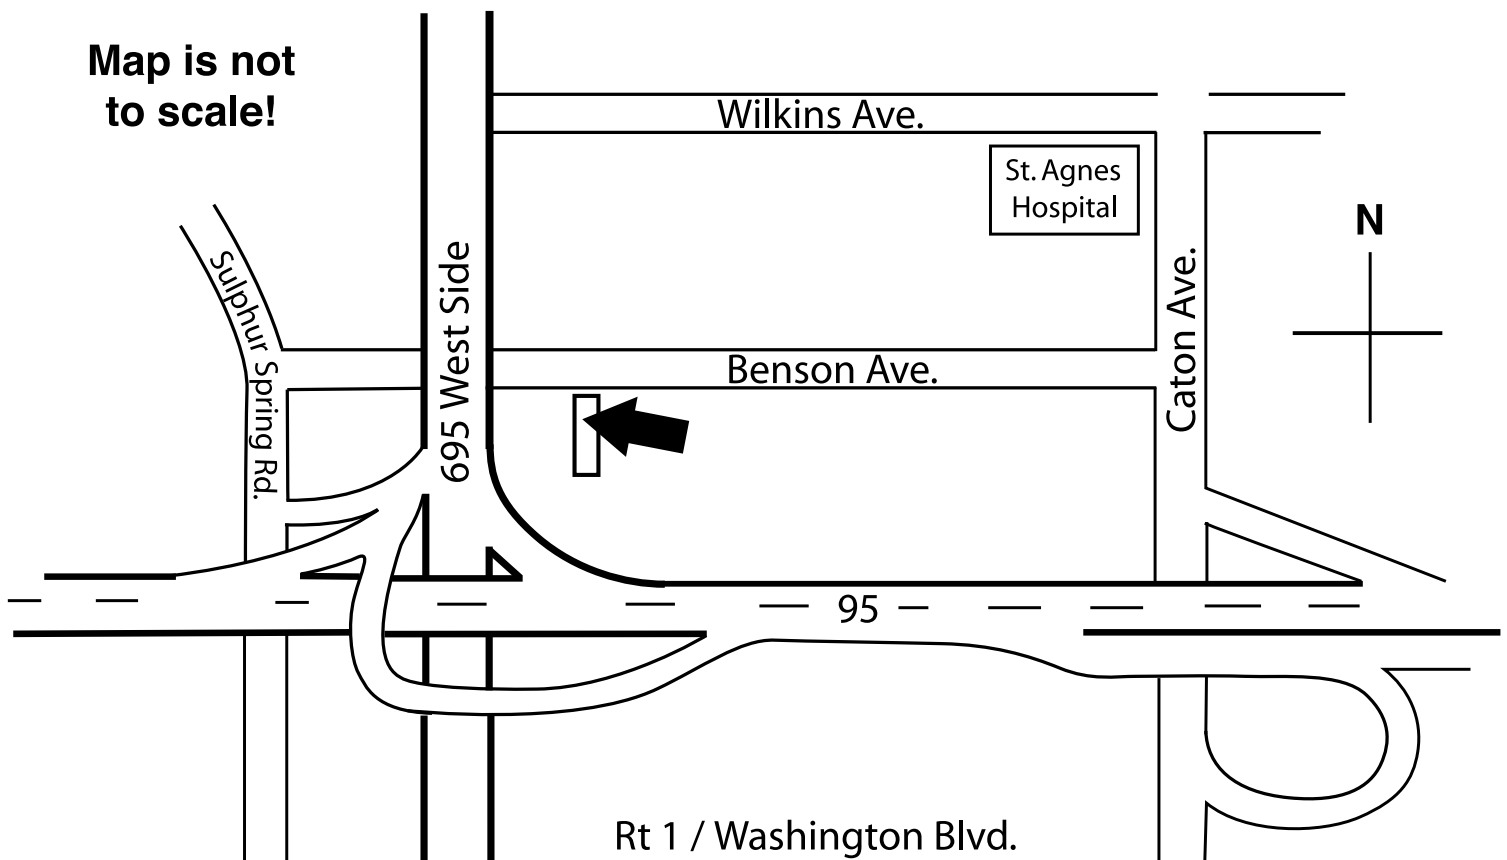 Map is not
to scale!
Wilkins Ave.
St. Agnes
Hospital
N
Sulphur Spring Rd.
695 West Side
Caton Ave.
Benson Ave.
95
Rt 1 / Washington Blvd.